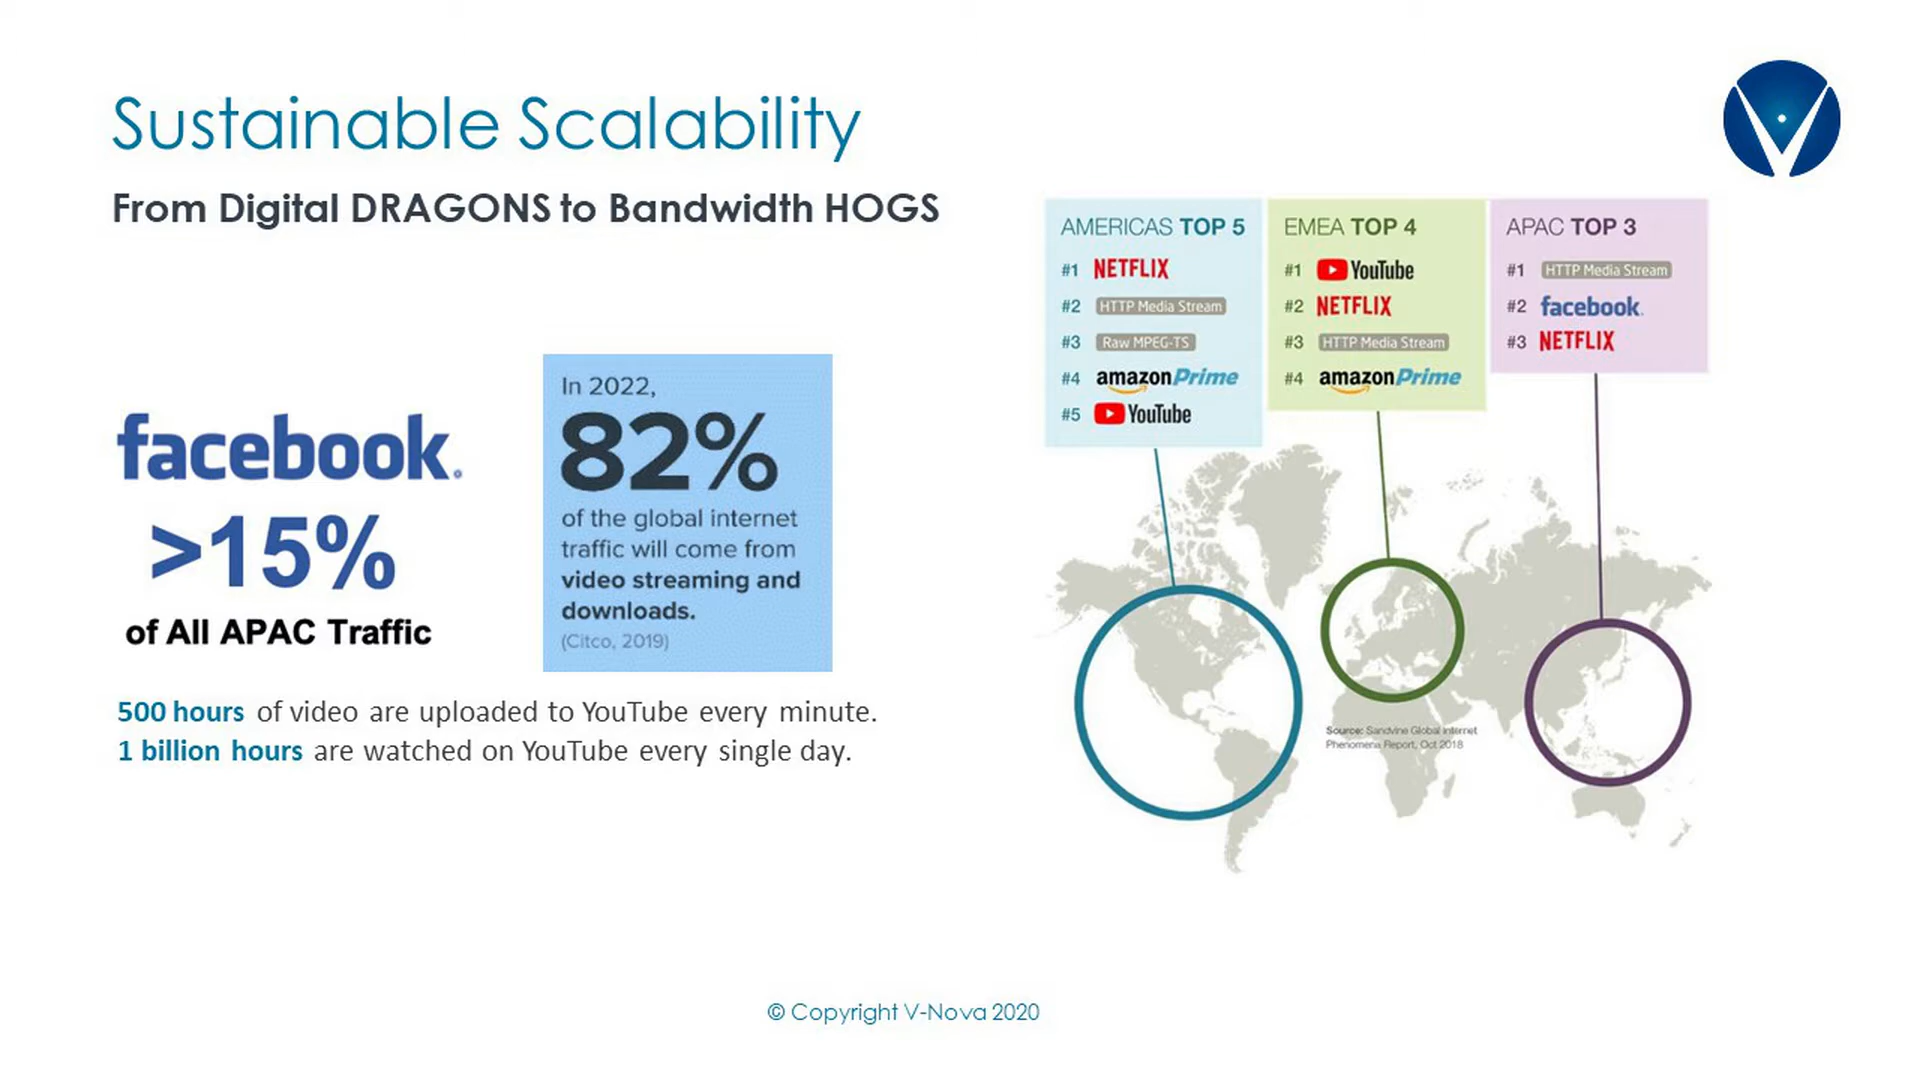 Sustainable Scalability
From Digital DRAGONS to Bandwidth HOGS
facebook.
>15%
of All APAC Traffic
In 2022,
82%
of the global internet
traffic will come from
video streaming and
downloads.
(Citco, 2019)
500 hours of video are uploaded to YouTube every minute.
1 billion hours are watched on YouTube every single day.
AMERICAS TOP 5
#1 NETFLIX
#2 HTTP Media Stream
#3 Raw MPEG-TS
#4 amazonPrime
#5 YouTube
EMEA TOP 4
#1 YouTube
#2 NETFLIX
#3 HTTP Media Stream
#4 amazonPrime
APAC TOP 3
#1 HTTP Media Stream
#2 facebook.
#3 NETFLIX
Source: Sandvine Global Internet
Phenomena Report, Oct 2018
© Copyright V-Nova 2020